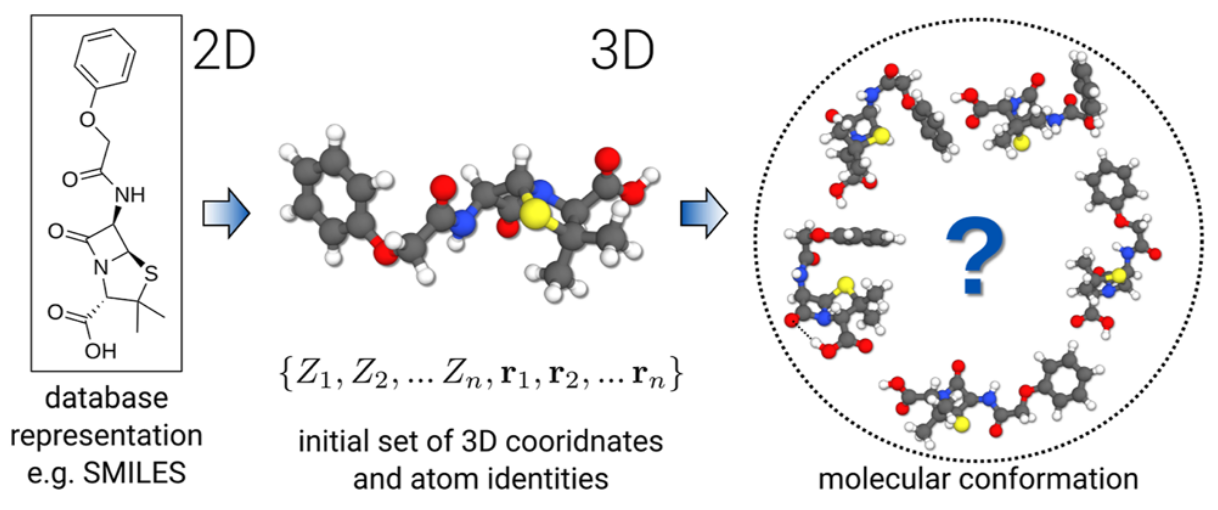 2D
3D
O
O
NH
O
N
S
O
OH
?
{Z₁, Z₂, ... Zₙ, r₁, r₂, ... rₙ}
database
representation
e.g. SMILES
initial set of 3D cooridnates
and atom identities
molecular conformation